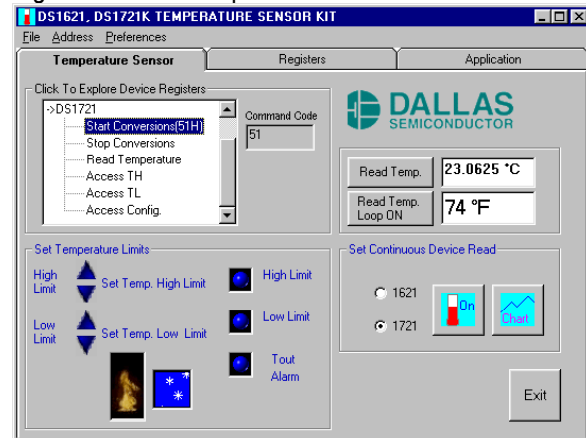 DS1621, DS1721K TEMPERATURE SENSOR KIT
File Address Preferences
Temperature Sensor
Registers
Application
Click To Explore Device Registers
->DS1721
Start Conversions(51H)
Stop Conversions
Read Temperature
Access TH
Access TL
Access Config.
Command Code
51
DALLAS
SEMICONDUCTOR
Read Temp.
23.0625 °C
Read Temp.
Loop ON
74 °F
Set Temperature Limits
High
Limit
Set Temp. High Limit
High Limit
Low
Limit
Set Temp. Low Limit
Low Limit
Tout
Alarm
Set Continuous Device Read
1621
1721
On
Chart
Exit